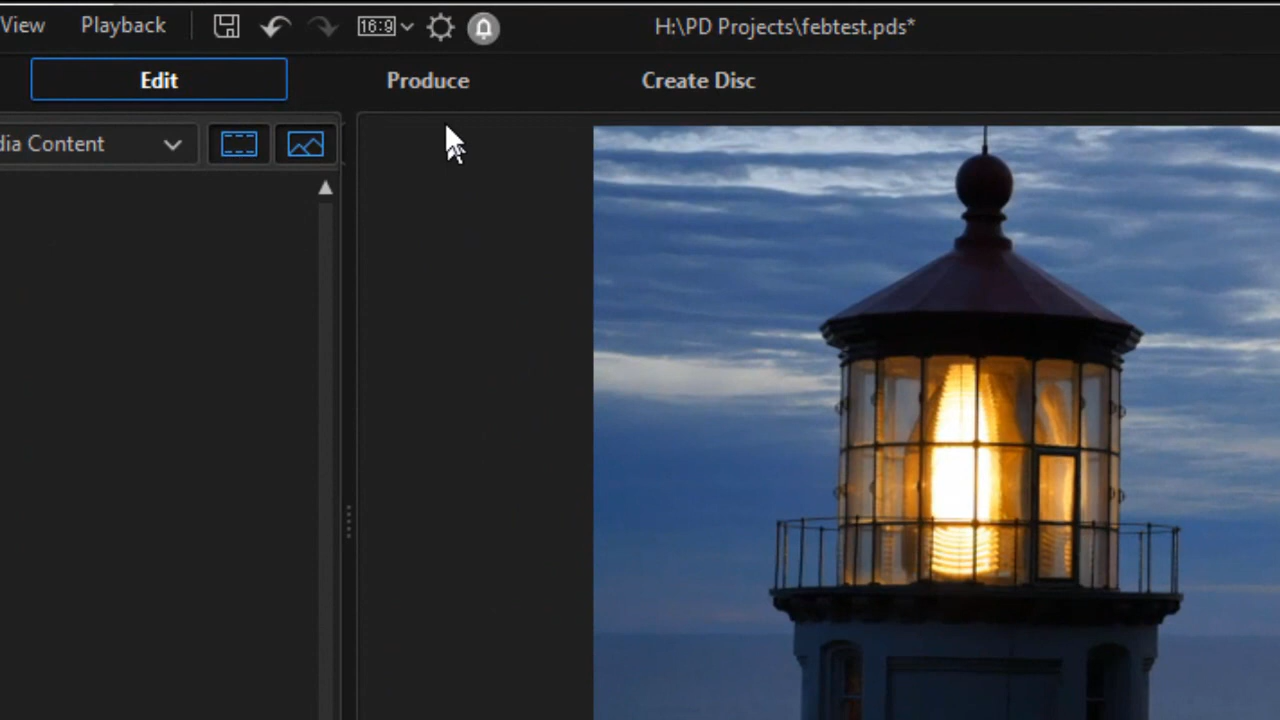 View Playback 16:9 H:\PD Projects\febtest.pds*
Edit Produce Create Disc
dia Content